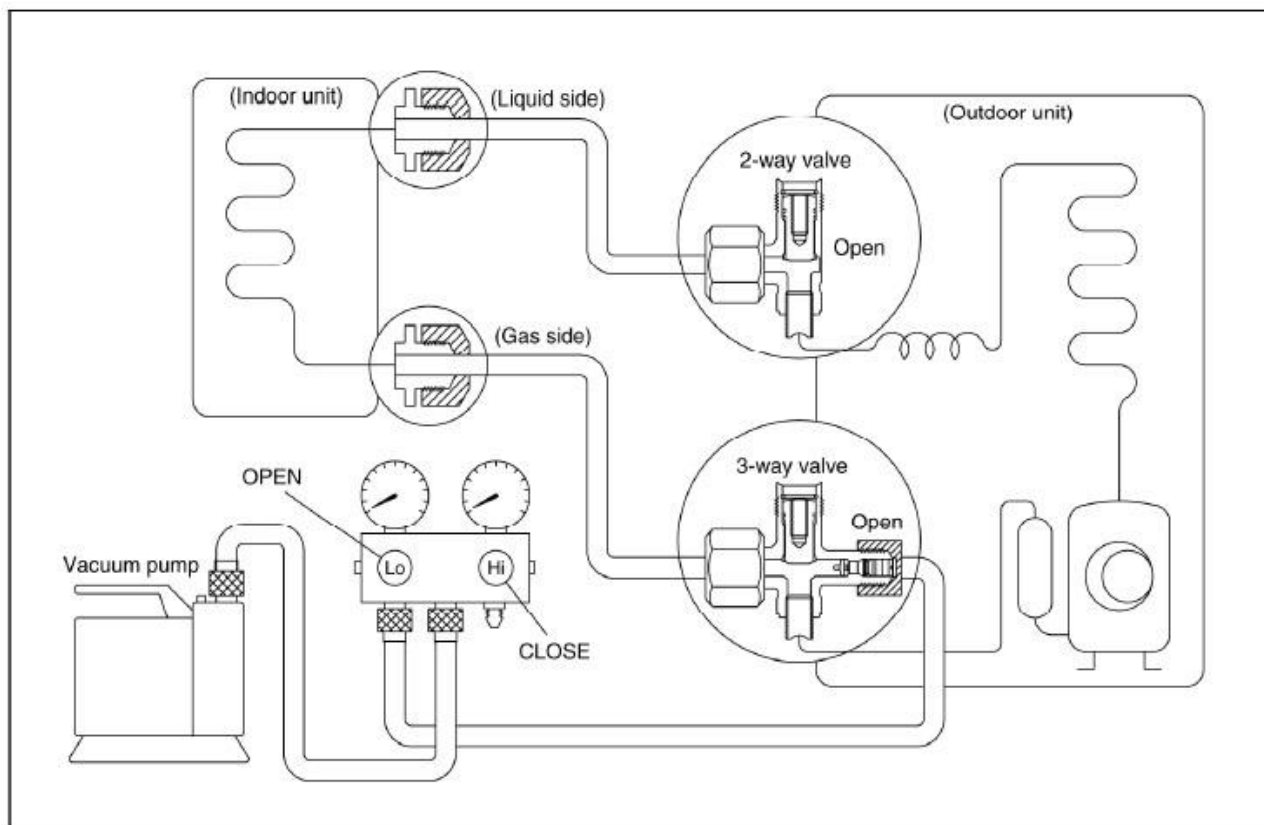 (Indoor unit)
(Liquid side)
(Outdoor unit)
2-way valve
Open
(Gas side)
3-way valve
Open
OPEN
Lo
Hi
Vacuum pump
CLOSE